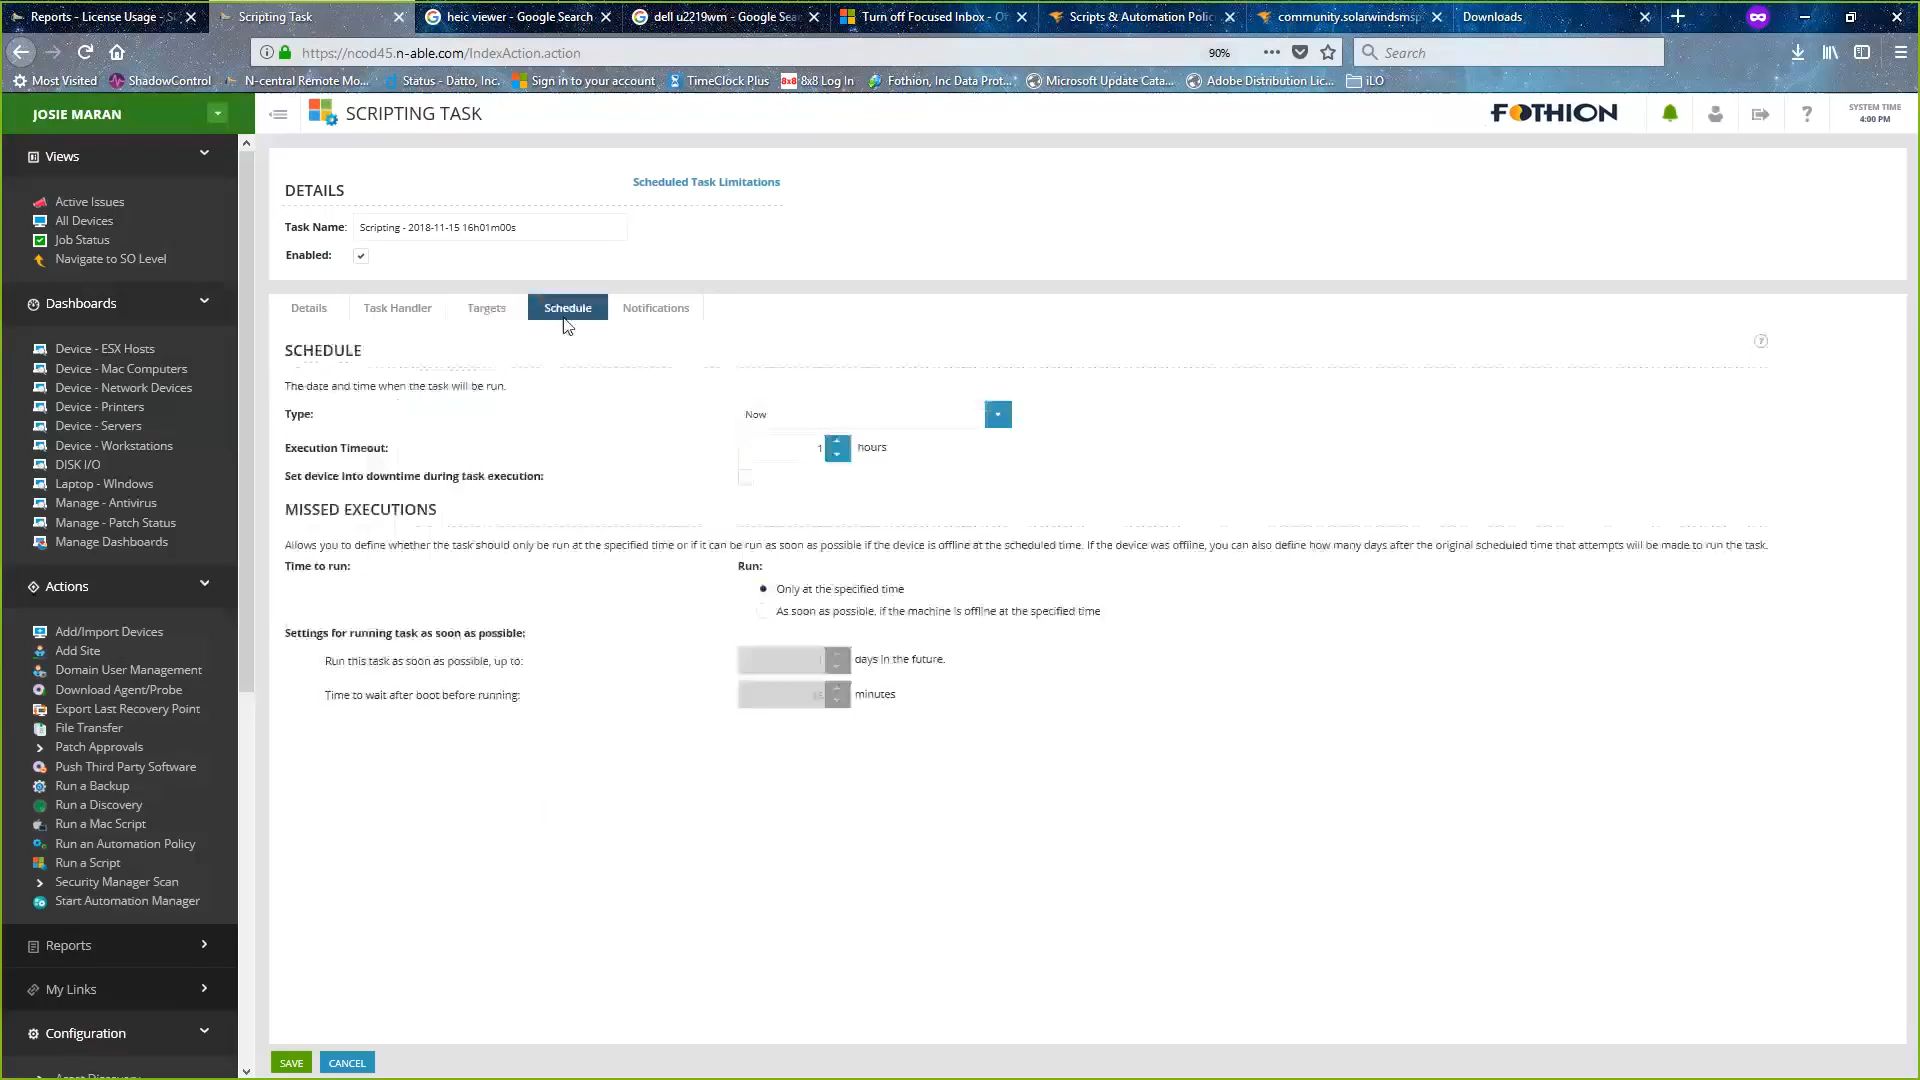 Reports - License Usage - S
Scripting Task
heic viewer - Google Search
dell u2219wm - Google Sea
Turn off Focused Inbox - Of
Scripts & Automation Polic
community.solarwindsmsp
Downloads
https://ncod45.n-able.com/IndexAction.action
90%
Search
Most Visited
ShadowControl
N-central Remote Mo...
Status - Datto, Inc.
Sign in to your account
TimeClock Plus
8x8 8x8 Log In
Fothion, Inc Data Prot...
Microsoft Update Cata...
Adobe Distribution Lic...
iLO
JOSIE MARAN
SCRIPTING TASK
FOTHION
SYSTEM TIME
4:00 PM
Views
Active Issues
All Devices
Job Status
Navigate to SO Level
Dashboards
Device - ESX Hosts
Device - Mac Computers
Device - Network Devices
Device - Printers
Device - Servers
Device - Workstations
DISK I/O
Laptop - WIndows
Manage - Antivirus
Manage - Patch Status
Manage Dashboards
Actions
Add/Import Devices
Add Site
Domain User Management
Download Agent/Probe
Export Last Recovery Point
File Transfer
Patch Approvals
Push Third Party Software
Run a Backup
Run a Discovery
Run a Mac Script
Run an Automation Policy
Run a Script
Security Manager Scan
Start Automation Manager
Reports
My Links
Configuration
DETAILS
Scheduled Task Limitations
Task Name: Scripting - 2018-11-15 16h01m00s
Enabled:
Details
Task Handler
Targets
Schedule
Notifications
SCHEDULE
The date and time when the task will be run.
Type: Now
Execution Timeout: 1 hours
Set device into downtime during task execution:
MISSED EXECUTIONS
Allows you to define whether the task should only be run at the specified time or if it can be run as soon as possible if the device is offline at the scheduled time. If the device was offline, you can also define how many days after the original scheduled time that attempts will be made to run the task.
Time to run: Run:
Only at the specified time
As soon as possible, if the machine is offline at the specified time
Settings for running task as soon as possible:
Run this task as soon as possible, up to: 1 days in the future.
Time to wait after boot before running: minutes
SAVE
CANCEL